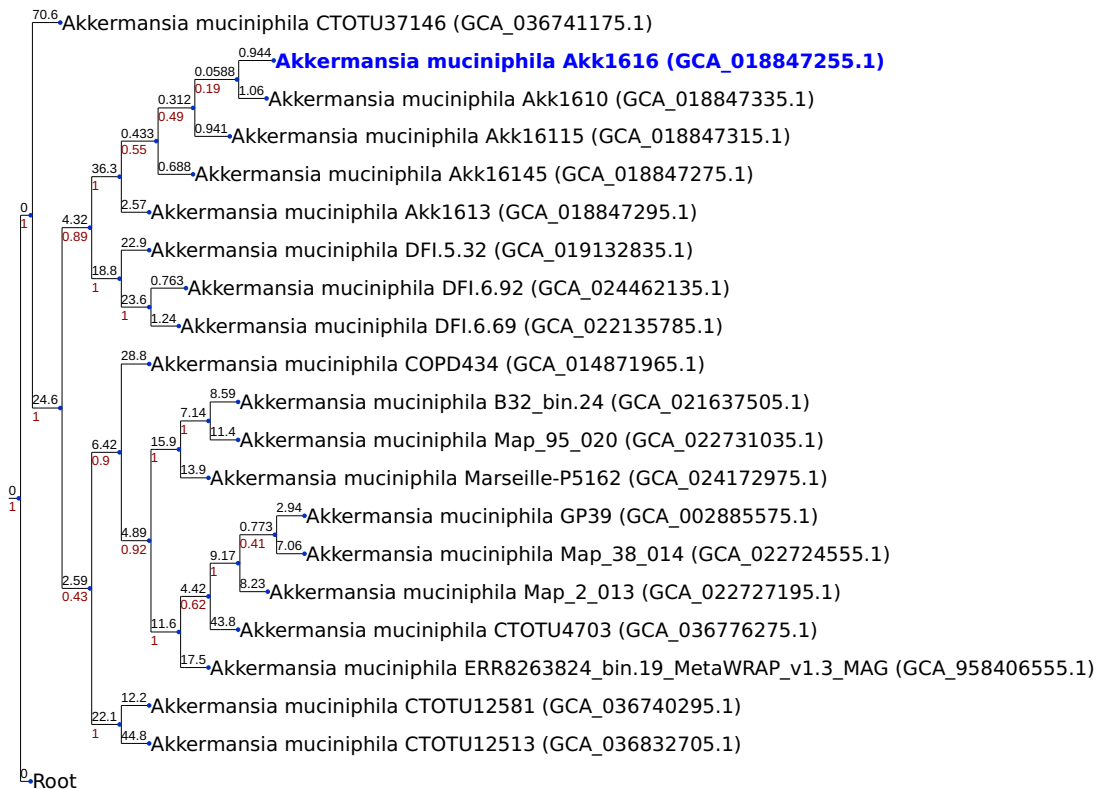 70.6 Akkermansia muciniphila CTOTU37146 (GCA_036741175.1)
0.944 Akkermansia muciniphila Akk1616 (GCA_018847255.1)
0.0588
0.19
1.06 Akkermansia muciniphila Akk1610 (GCA_018847335.1)
0.312
0.49
0.941 Akkermansia muciniphila Akk16115 (GCA_018847315.1)
0.433
0.55
0.688 Akkermansia muciniphila Akk16145 (GCA_018847275.1)
36.3
1
2.57 Akkermansia muciniphila Akk1613 (GCA_018847295.1)
0
1
4.32
0.89
22.9 Akkermansia muciniphila DFI.5.32 (GCA_019132835.1)
18.8
1
0.763 Akkermansia muciniphila DFI.6.92 (GCA_024462135.1)
23.6
1
1.24 Akkermansia muciniphila DFI.6.69 (GCA_022135785.1)
28.8 Akkermansia muciniphila COPD434 (GCA_014871965.1)
24.6
1
8.59 Akkermansia muciniphila B32_bin.24 (GCA_021637505.1)
7.14
1
11.4 Akkermansia muciniphila Map_95_020 (GCA_022731035.1)
6.42
0.9
15.9
1
13.9 Akkermansia muciniphila Marseille-P5162 (GCA_024172975.1)
0
1
2.94 Akkermansia muciniphila GP39 (GCA_002885575.1)
4.89
0.92
0.773
0.41
7.06 Akkermansia muciniphila Map_38_014 (GCA_022724555.1)
9.17
1
8.23 Akkermansia muciniphila Map_2_013 (GCA_022727195.1)
2.59
0.43
4.42
0.62
43.8 Akkermansia muciniphila CTOTU4703 (GCA_036776275.1)
11.6
1
17.5 Akkermansia muciniphila ERR8263824_bin.19_MetaWRAP_v1.3_MAG (GCA_958406555.1)
12.2 Akkermansia muciniphila CTOTU12581 (GCA_036740295.1)
22.1
1
44.8 Akkermansia muciniphila CTOTU12513 (GCA_036832705.1)
0 Root